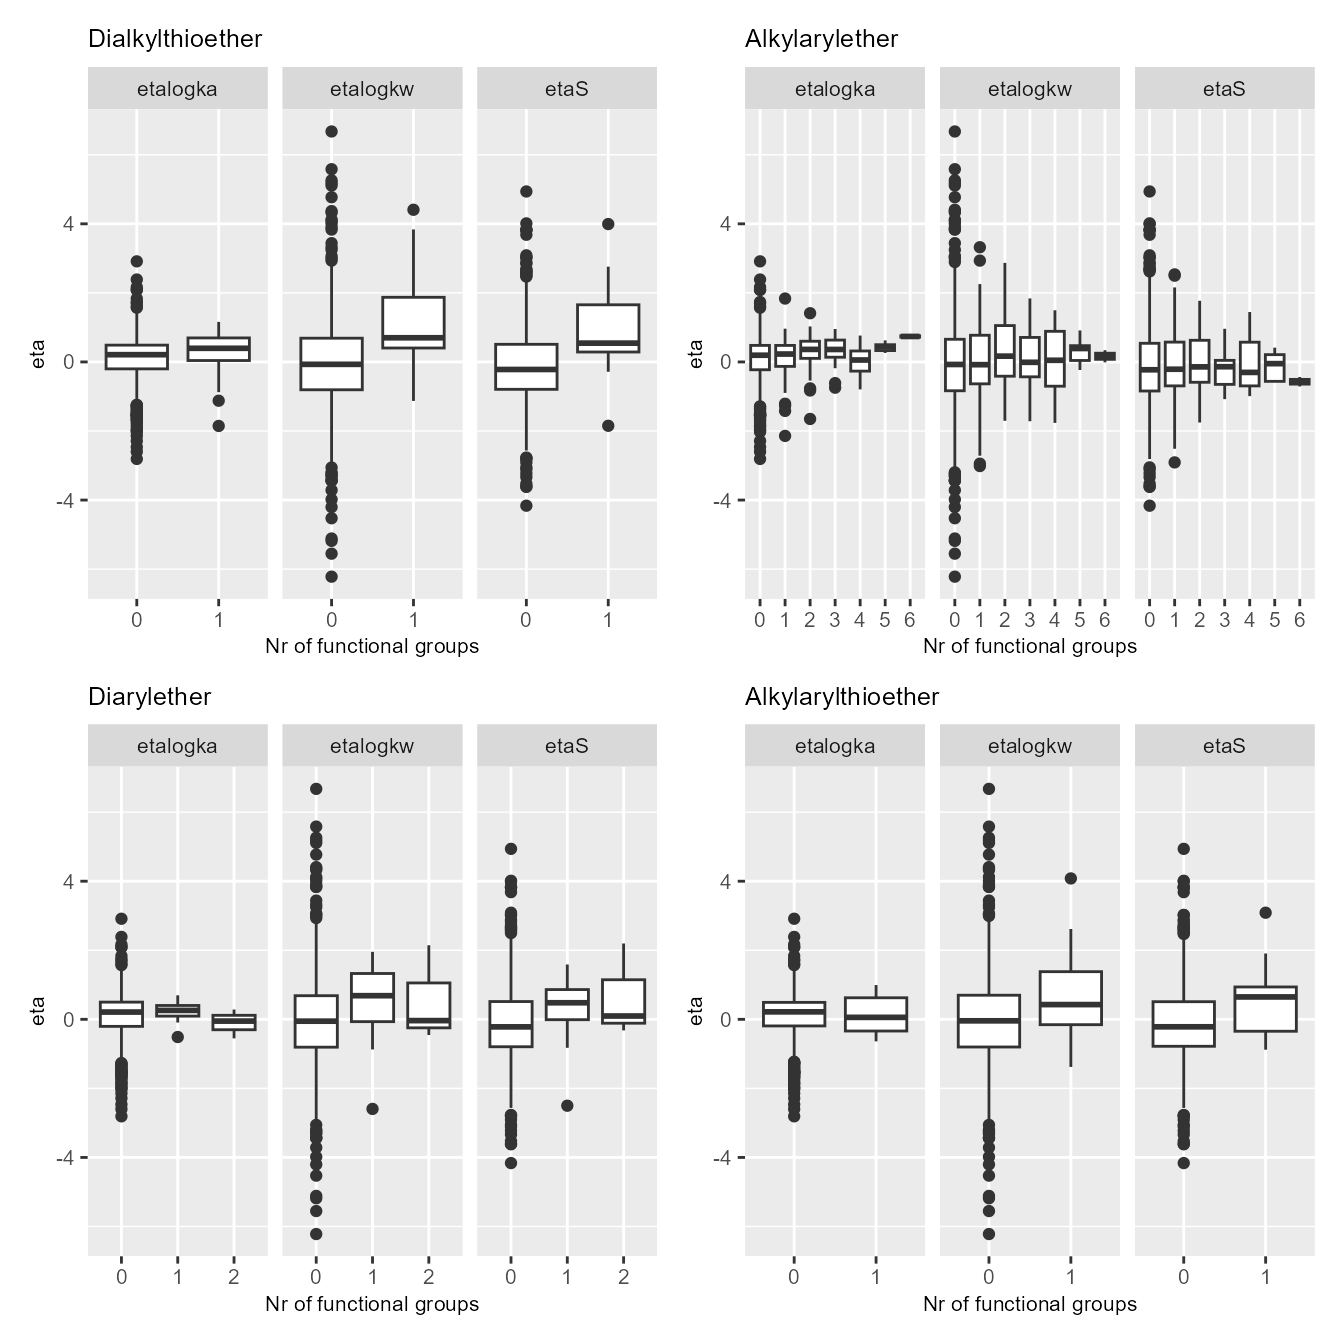 Dialkylthioether
etalogka etalogkw etaS
4
0
-4
eta
0 1 0 1 0 1
Nr of functional groups
Alkylarylether
etalogka etalogkw etaS
4
0
-4
eta
0 1 2 3 4 5 6 0 1 2 3 4 5 6 0 1 2 3 4 5 6
Nr of functional groups
Diarylether
etalogka etalogkw etaS
4
0
-4
eta
0 1 2 0 1 2 0 1 2
Nr of functional groups
Alkylarylthioether
etalogka etalogkw etaS
4
0
-4
eta
0 1 0 1 0 1
Nr of functional groups